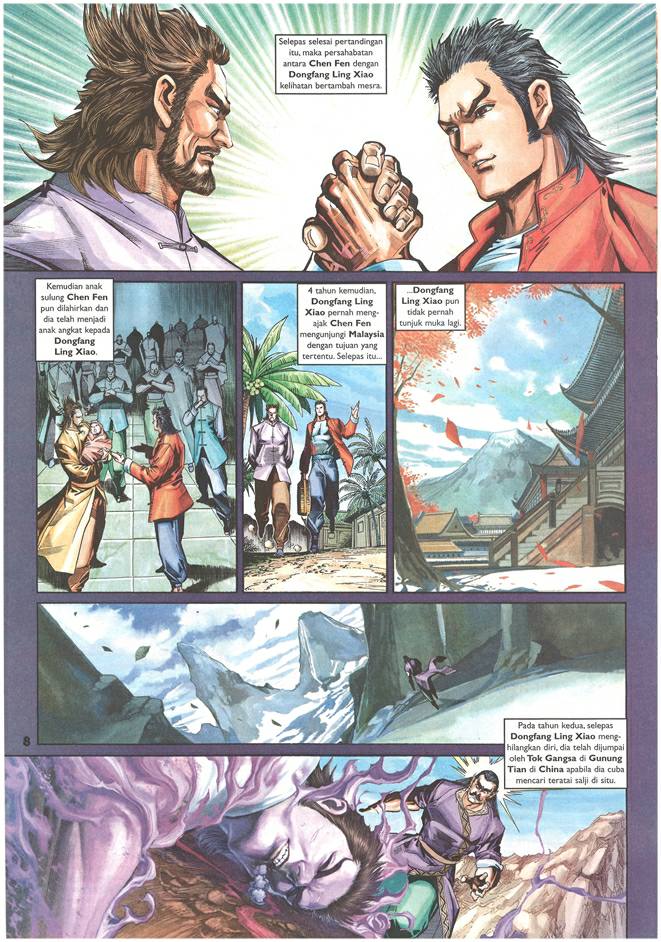 Selepas selesai pertandingan
itu, maka persahabatan
antara Chen Fen dengan
Dongfang Ling Xiao
kelihatan bertambah mesra.
Kemudian anak
sulung Chen Fen
pun dilahirkan dan
dia telah menjadi
anak angkat kepada
Dongfang
Ling Xiao.
4 tahun kemudian,
Dongfang Ling
Xiao pernah meng-
ajak Chen Fen
mengunjungi Malaysia
dengan tujuan yang
tertentu. Selepas itu...
...Dongfang
Ling Xiao pun
tidak pernah
tunjuk muka lagi.
Pada tahun kedua, selepas
Dongfang Ling Xiao meng-
hilangkan diri, dia telah dijumpai
oleh Tok Gangsa di Gunung
Tian di China apabila dia cuba
mencari teratai salji di situ.
8